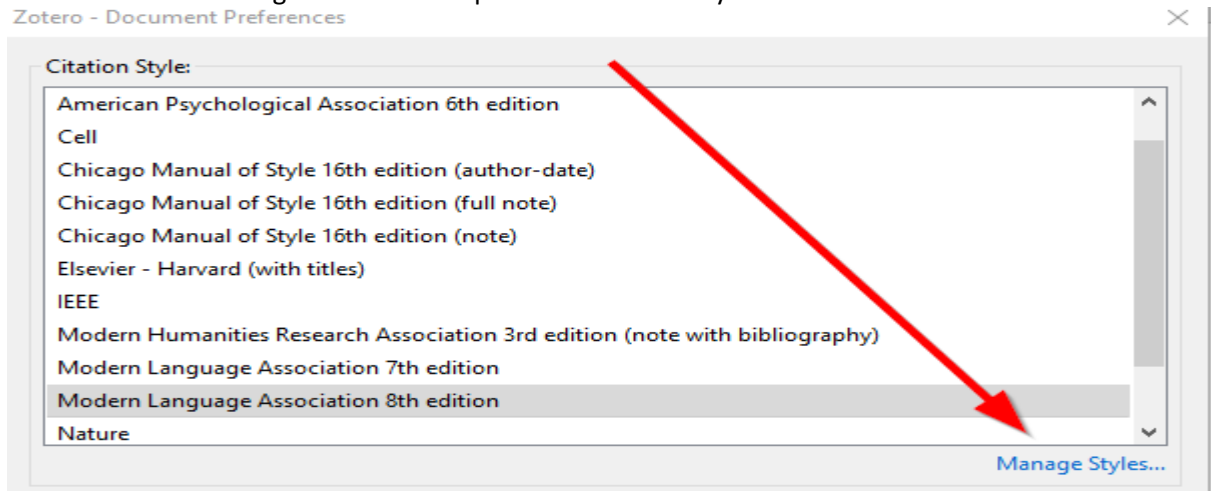 Zotero - Document Preferences
Citation Style:
American Psychological Association 6th edition
Cell
Chicago Manual of Style 16th edition (author-date)
Chicago Manual of Style 16th edition (full note)
Chicago Manual of Style 16th edition (note)
Elsevier - Harvard (with titles)
IEEE
Modern Humanities Research Association 3rd edition (note with bibliography)
Modern Language Association 7th edition
Modern Language Association 8th edition
Nature
Manage Styles...